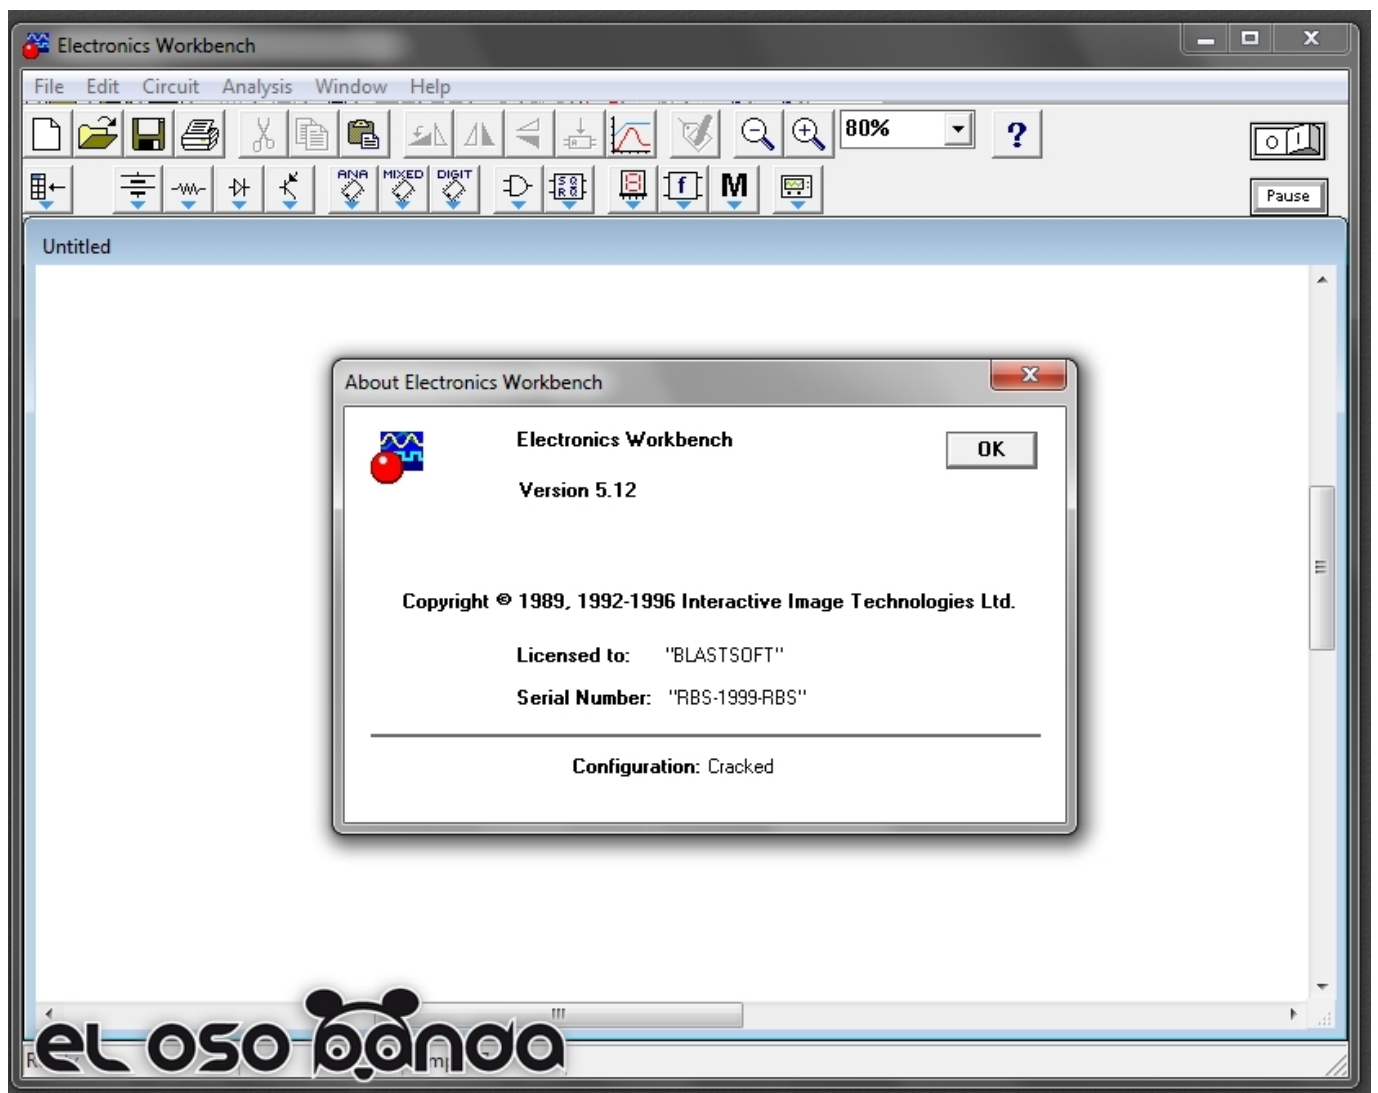 Electronics Workbench
File Edit Circuit Analysis Window Help
80% ?
ANA MIXED DIGIT f M
Pause
Untitled
About Electronics Workbench
Electronics Workbench
OK
Version 5.12
Copyright © 1989, 1992-1996 Interactive Image Technologies Ltd.
Licensed to: "BLASTSOFT"
Serial Number: "RBS-1999-RBS"
Configuration: Cracked
eL oso panda